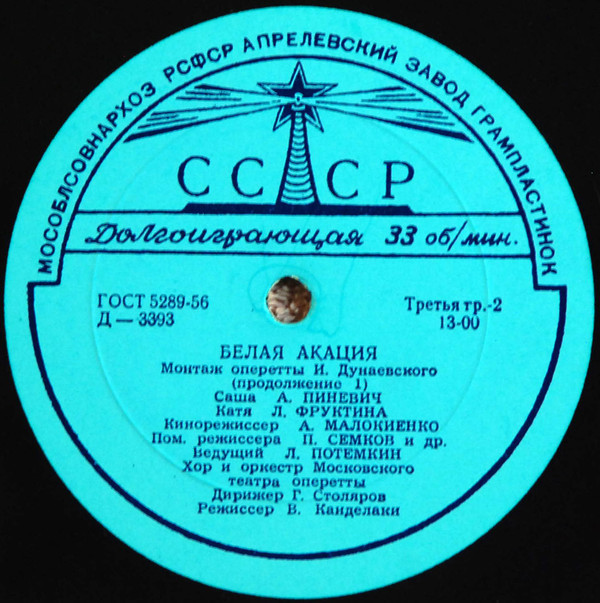 МОСОБЛСОВНАРХОЗ РСФСР АПРЕЛЕВСКИЙ ЗАВОД ГРАМПЛАСТИНОК
СССР
Долгоиграющая 33 об/мин.
ГОСТ 5289-56
Д — 3393
Третья гр.-2
13-00
БЕЛАЯ АКАЦИЯ
Монтаж оперетты И. Дунаевского
(продолжение 1)
Саша А. ПИНЕВИЧ
Катя Л. ФРУКТИНА
Кинорежиссер А. МАЛОКИЕНКО
Пом. режиссера П. СЕМКОВ и др.
Ведущий Л. ПОТЕМКИН
Хор и оркестр Московского
театра оперетты
Дирижер Г. Столяров
Режиссер В. Канделаки